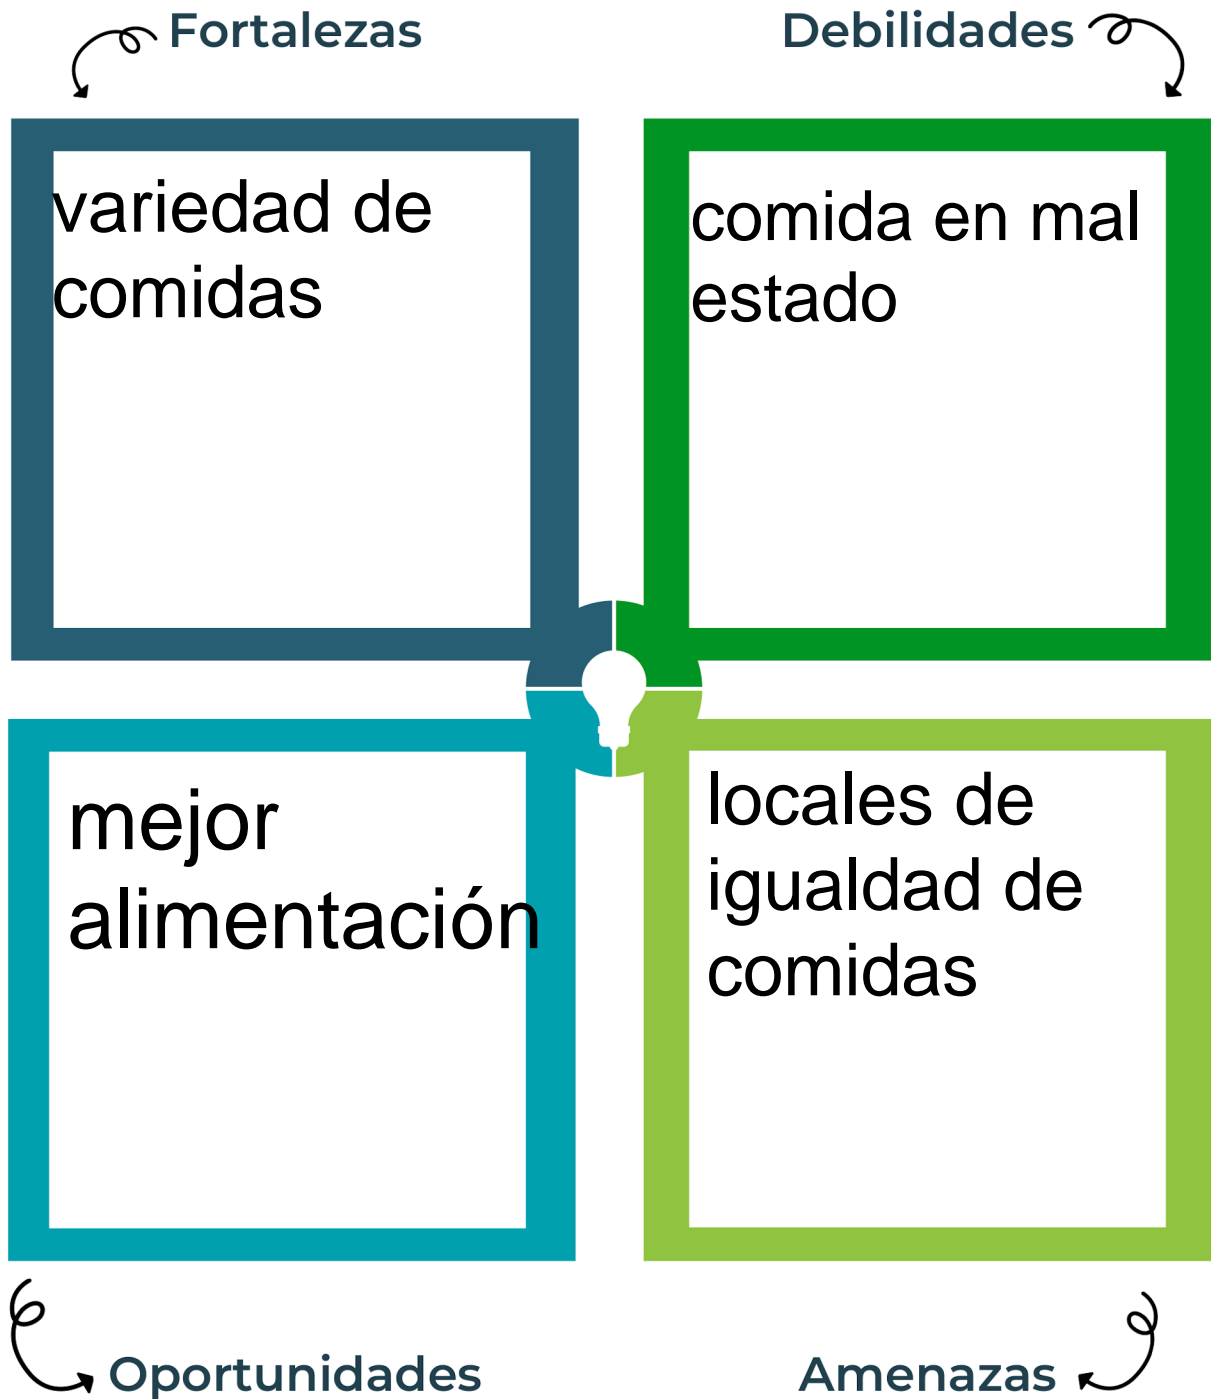 Fortalezas
variedad de
comidas
Debilidades
comida en mal
estado
mejor
alimentación
Oportunidades
locales de
igualdad de
comidas
Amenazas